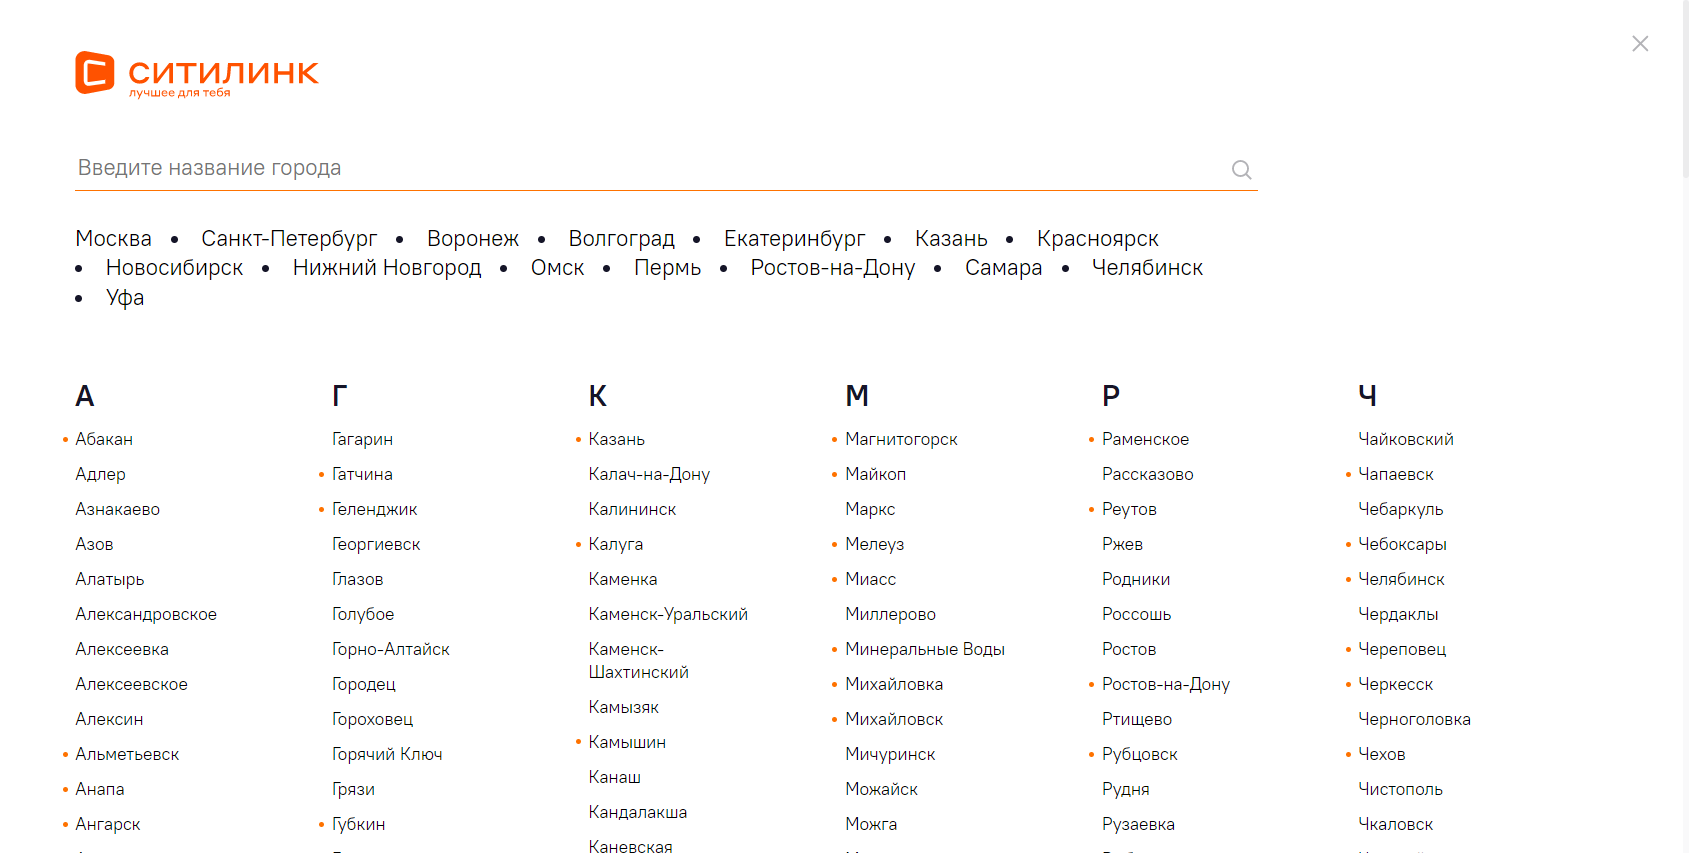 СИТИЛИНК
лучшее для тебя
Введите название города
Москва • Санкт-Петербург • Воронеж • Волгоград • Екатеринбург • Казань • Красноярск
• Новосибирск • Нижний Новгород • Омск • Пермь • Ростов-на-Дону • Самара • Челябинск
• Уфа
А
• Абакан
Адлер
Азнакаево
Азов
Алатырь
Александровское
Алексеевка
Алексеевское
Алексин
• Альметьевск
• Анапа
• Ангарск
Г
Гагарин
• Гатчина
• Геленджик
Георгиевск
Глазов
Голубое
Горно-Алтайск
Городец
Гороховец
Горячий Ключ
Грязи
• Губкин
К
• Казань
Калач-на-Дону
Калининск
• Калуга
Каменка
Каменск-Уральский
Каменск-
Шахтинский
Камызяк
• Камышин
Канаш
Кандалакша
Каневская
М
• Магнитогорск
• Майкоп
Маркс
• Мелеуз
• Миасс
Миллерово
• Минеральные Воды
• Михайловка
• Михайловск
Мичуринск
Можайск
Можга
Р
• Раменское
Рассказово
• Реутов
Ржев
Родники
Россошь
Ростов
• Ростов-на-Дону
Ртищево
• Рубцовск
Рудня
Рузаевка
Ч
Чайковский
• Чапаевск
Чебаркуль
• Чебоксары
• Челябинск
Чердаклы
• Череповец
• Черкесск
Черноголовка
• Чехов
Чистополь
Чкаловск